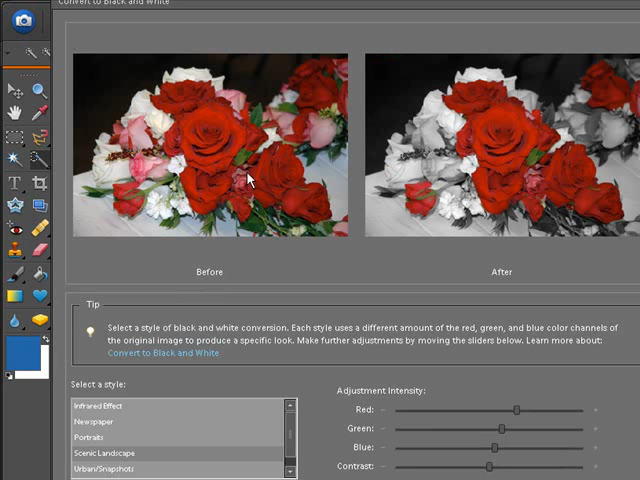 Convert to Black and White
Before
After
Tip
Select a style of black and white conversion. Each style uses a different amount of the red, green, and blue color channels of
the original image to produce a specific look. Make further adjustments by moving the sliders below. Learn more about:
Convert to Black and White
Select a style:
Infrared Effect
Newspaper
Portraits
Scenic Landscape
Urban/Snapshots
Adjustment Intensity:
Red:
Green:
Blue:
Contrast: